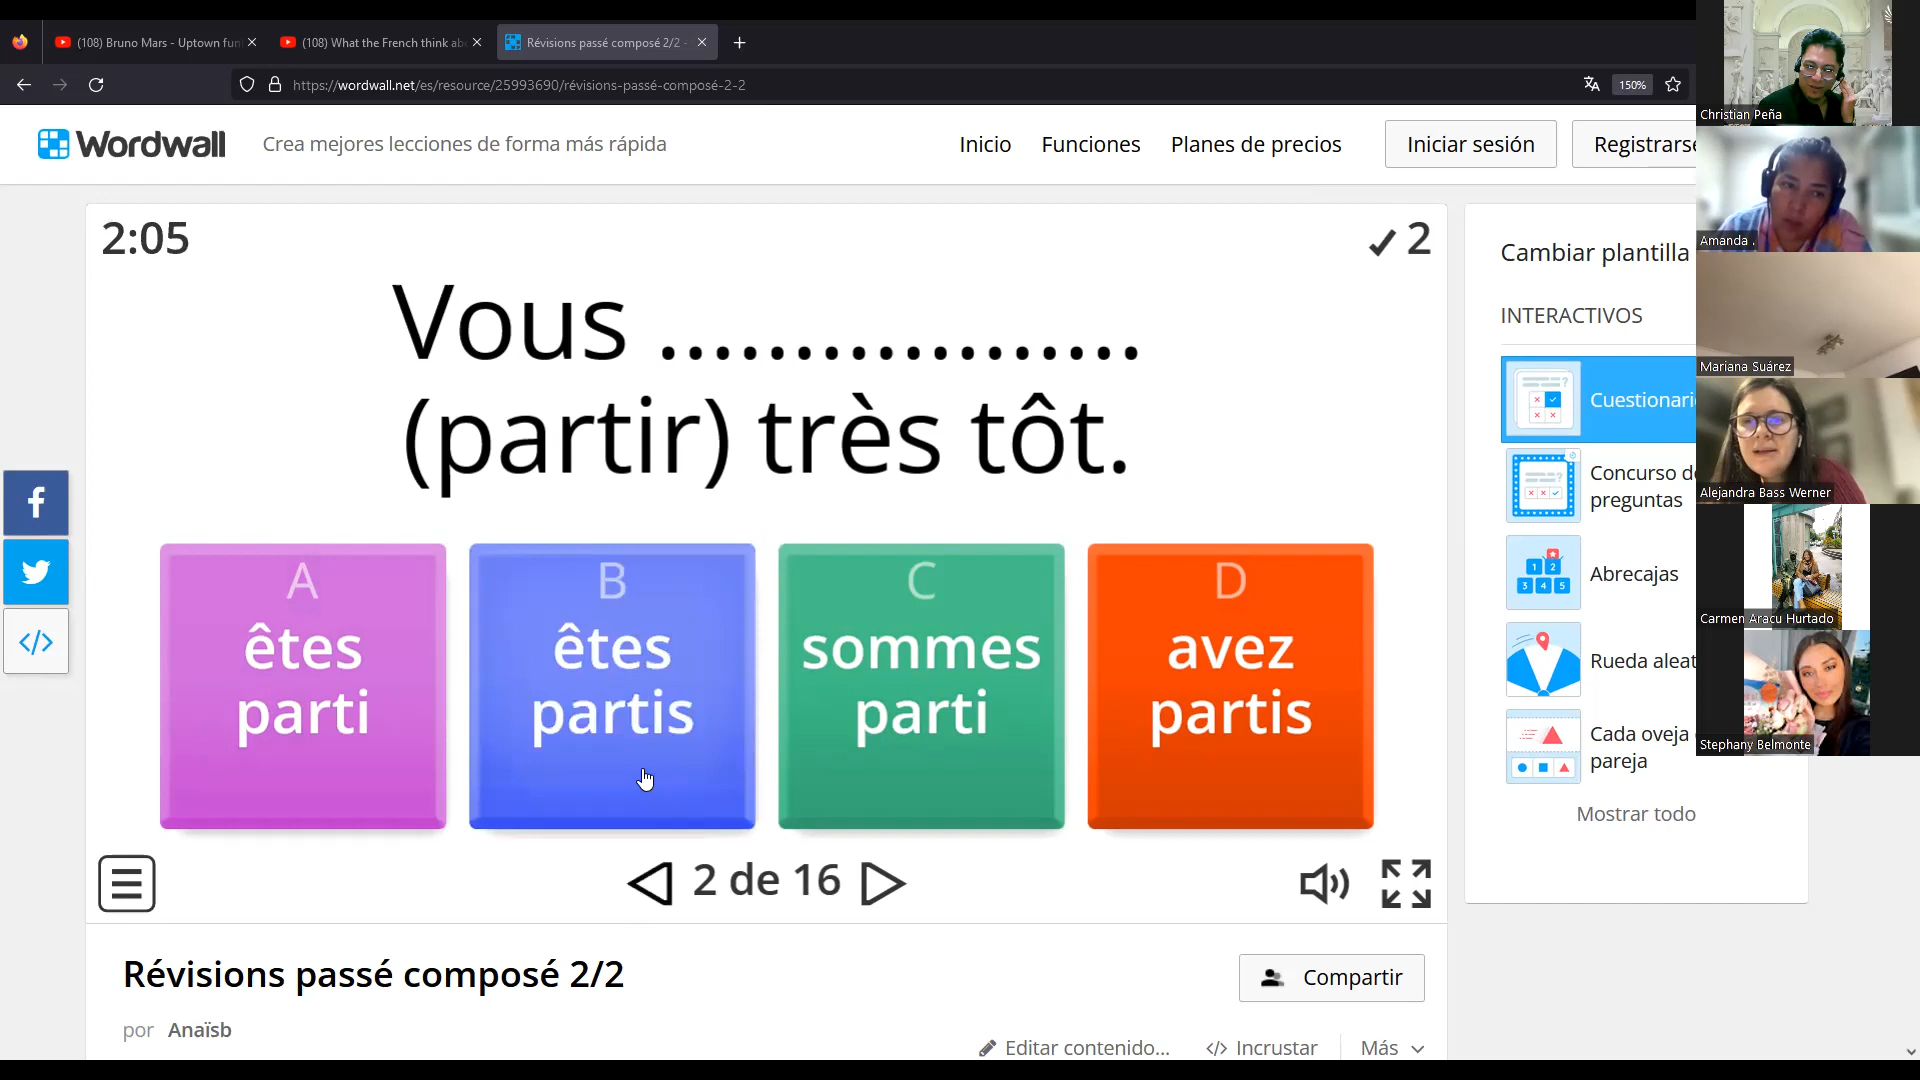 (108) Bruno Mars - Uptown fun
(108) What the French think abo
Révisions passé composé 2/2 -
https://wordwall.net/es/resource/25993690/révisions-passé-composé-2-2
150%
Wordwall
Crea mejores lecciones de forma más rápida
Inicio
Funciones
Planes de precios
Iniciar sesión
Registrarse
2:05
2
Vous ..................
(partir) très tôt.
A
êtes
parti
B
êtes
partis
C
sommes
parti
D
avez
partis
2 de 16
Révisions passé composé 2/2
por Anaïsb
Compartir
Editar contenido...
Incrustar
Más
Cambiar plantilla
INTERACTIVOS
Cuestionari
Concurso de
preguntas
Abrecajas
Rueda aleat
Cada oveja
pareja
Mostrar todo
Christian Peña
Amanda .
Mariana Suárez
Alejandra Bass Werner
Carmen Aracu Hurtado
Stephany Belmonte